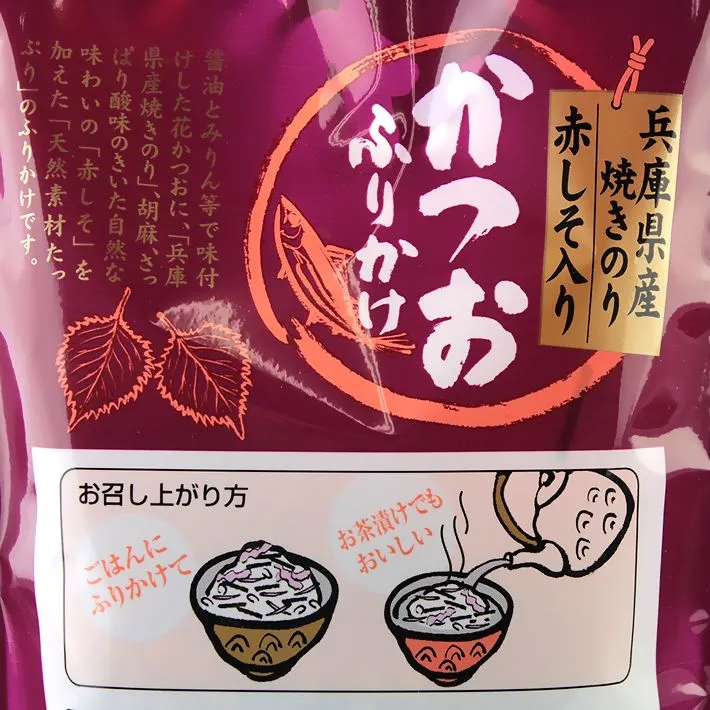 兵庫県産
焼きのり
赤しそ入り
かつお
ふりかけ
醤油とみりん等で味付
けした花かつおに、「兵庫
県産焼きのり」、胡麻、さっ
ぱり酸味のきいた自然な
味わいの「赤しそ」を
加えた「天然素材たっ
ぷり」のふりかけです。
お召し上がり方
ごはんに
ふりかけて
お茶漬けでも
おいしい